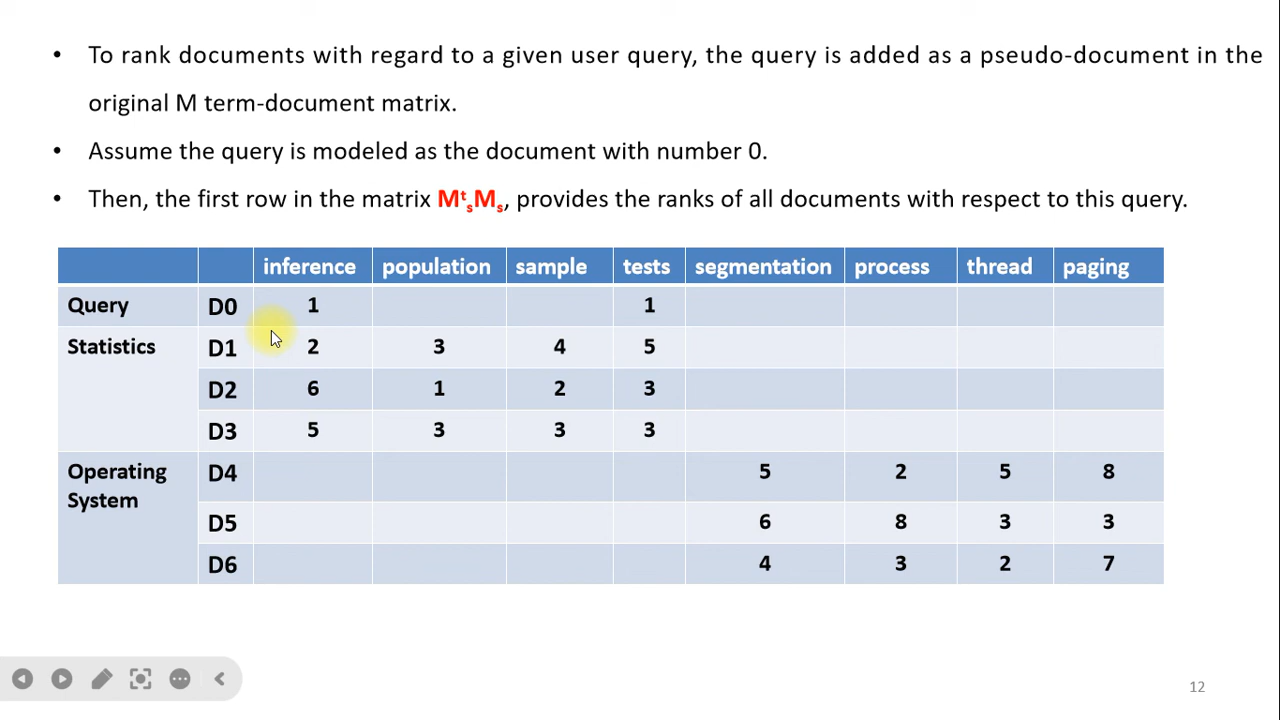 • To rank documents with regard to a given user query, the query is added as a pseudo-document in the
original M term-document matrix.
• Assume the query is modeled as the document with number 0.
• Then, the first row in the matrix MᵗₛMₛ, provides the ranks of all documents with respect to this query.
inference population sample tests segmentation process thread paging
Query D0 1 1
Statistics D1 2 3 4 5
D2 6 1 2 3
D3 5 3 3 3
Operating System D4 5 2 5 8
D5 6 8 3 3
D6 4 3 2 7
12